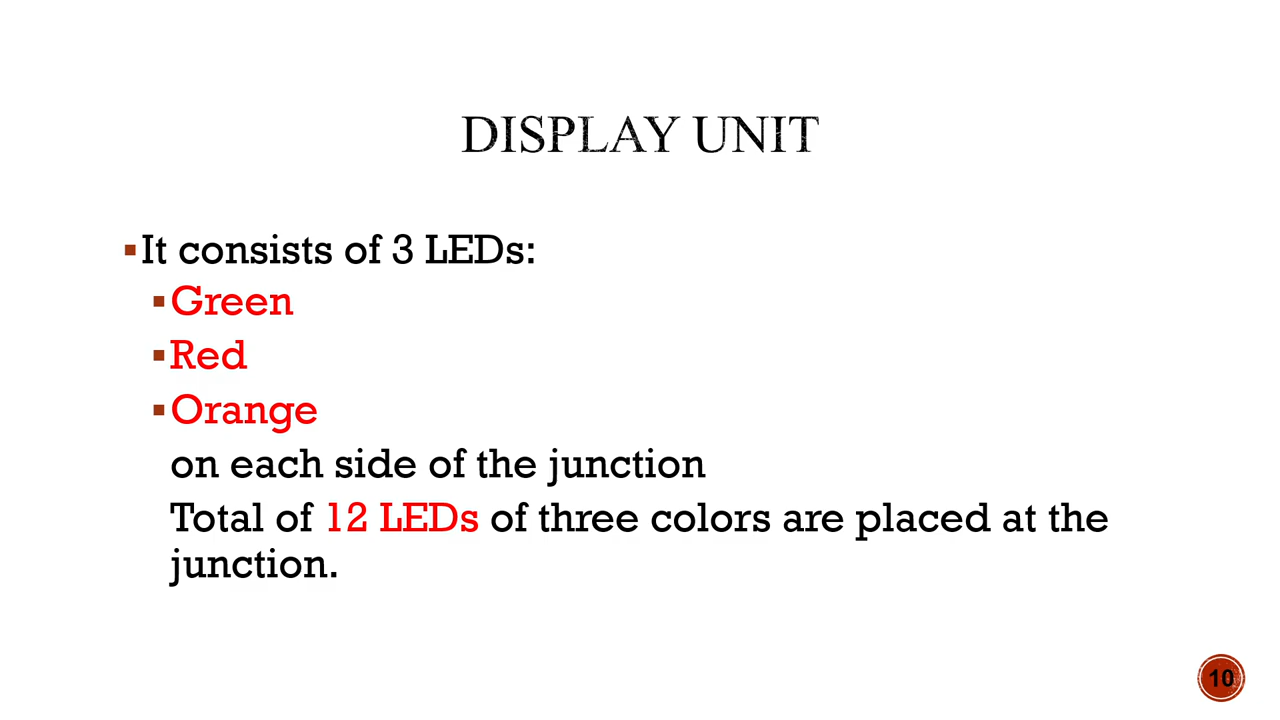 DISPLAY UNIT
▪It consists of 3 LEDs:
▪Green
▪Red
▪Orange
on each side of the junction
Total of 12 LEDs of three colors are placed at the
junction.
10